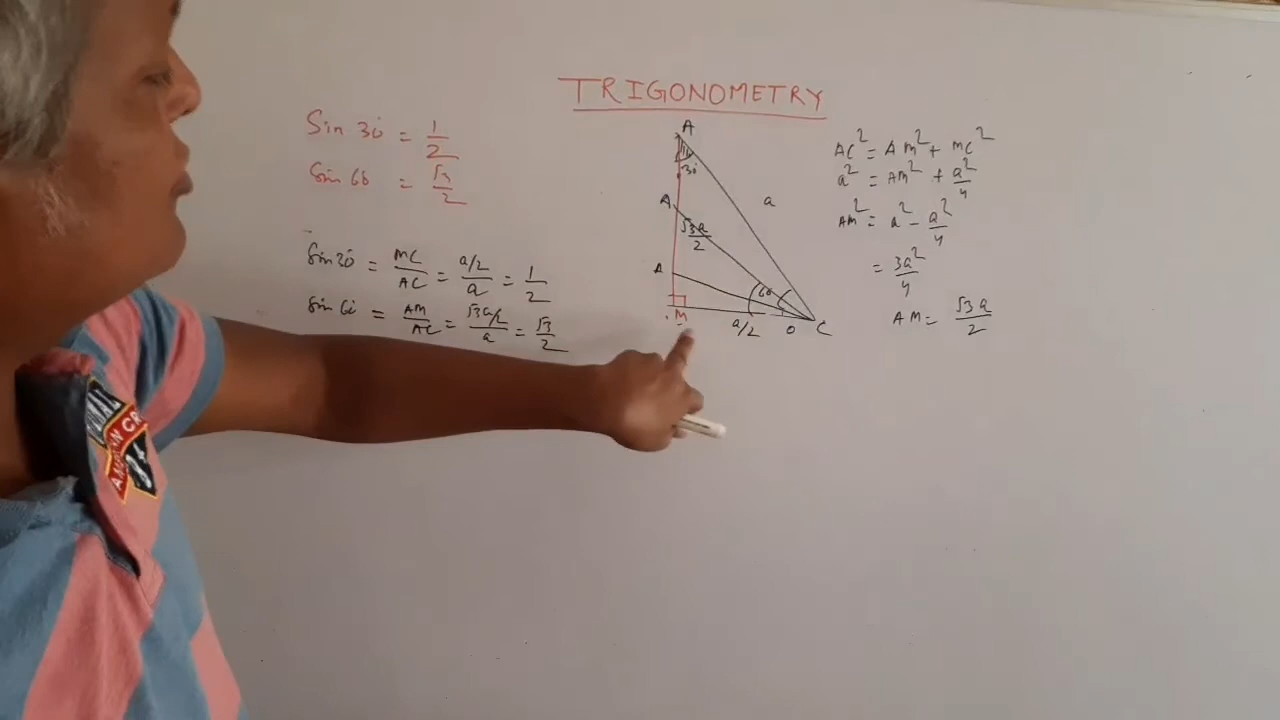 TRIGONOMETRY
Sin 30° = 1/2
Sin 60 = √3/2
Sin 30° = MC/AC = a/2/a = 1/2
Sin 60° = AM/AC = √3a/2/a = √3/2
A
30°
A
a
√3a/2
A
60
M
a/2
O
C
AC² = AM² + MC²
a² = AM² + a²/4
AM² = a² - a²/4
= 3a²/4
AM = √3a/2